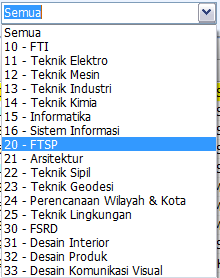 Semua
Semua
10 - FTI
11 - Teknik Elektro
12 - Teknik Mesin
13 - Teknik Industri
14 - Teknik Kimia
15 - Informatika
16 - Sistem Informasi
20 - FTSP
21 - Arsitektur
22 - Teknik Sipil
23 - Teknik Geodesi
24 - Perencanaan Wilayah & Kota
25 - Teknik Lingkungan
30 - FSRD
31 - Desain Interior
32 - Desain Produk
33 - Desain Komunikasi Visual